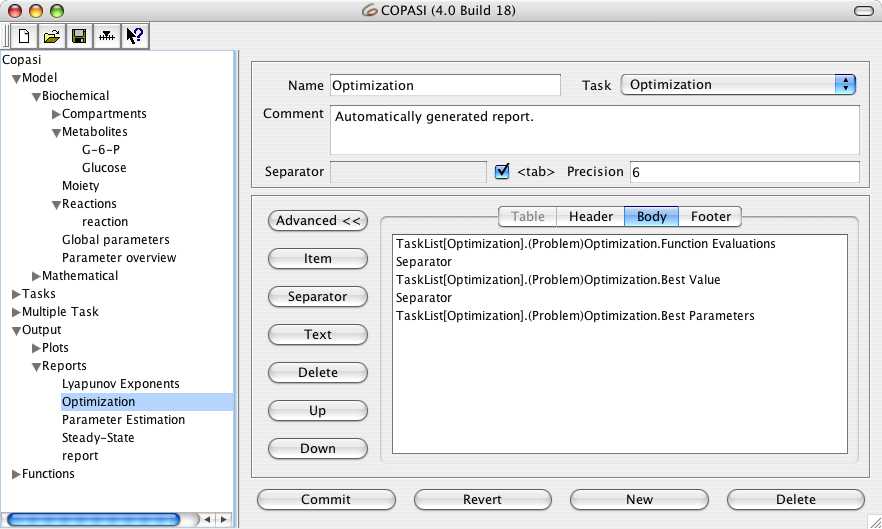 COPASI (4.0 Build 18)
Copasi
Model
Biochemical
Compartments
Metabolites
G-6-P
Glucose
Moiety
Reactions
reaction
Global parameters
Parameter overview
Mathematical
Tasks
Multiple Task
Output
Plots
Reports
Lyapunov Exponents
Optimization
Parameter Estimation
Steady-State
report
Functions
Name Optimization Task Optimization
Comment Automatically generated report.
Separator <tab> Precision 6
Advanced <<
Item
Separator
Text
Delete
Up
Down
Table Header Body Footer
TaskList[Optimization].(Problem)Optimization.Function Evaluations
Separator
TaskList[Optimization].(Problem)Optimization.Best Value
Separator
TaskList[Optimization].(Problem)Optimization.Best Parameters
Commit Revert New Delete